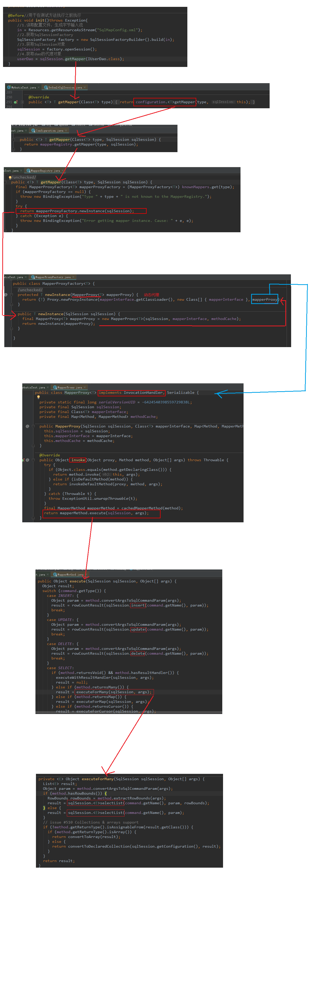 @Before//用于在测试方法执行之前执行
public void init()throws Exception{
//1.读取配置文件，生成字节输入流
in = Resources.getResourceAsStream("SqlMapConfig.xml");
//2.获取SqlSessionFactory
SqlSessionFactory factory = new SqlSessionFactoryBuilder().build(in);
//3.获取SqlSession对象
sqlSession = factory.openSession();
//4.获取dao的代理对象
userDao = sqlSession.getMapper(IUserDao.class);
}
MybatisTest.java × DefaultSqlSession.java ×
289
290 @Override
291 public <T> T getMapper(Class<T> type) { return configuration.<T>getMapper(type, sqlSession: this); }
294
est.java × Configuration.java ×
public <T> T getMapper(Class<T> type, SqlSession sqlSession) {
return mapperRegistry.getMapper(type, sqlSession);
}
sTest.java × MapperRegistry.java ×
/unchecked/
public <T> T getMapper(Class<T> type, SqlSession sqlSession) {
final MapperProxyFactory<T> mapperProxyFactory = (MapperProxyFactory<T>) knownMappers.get(type);
if (mapperProxyFactory == null) {
throw new BindingException("Type " + type + " is not known to the MapperRegistry.");
}
try {
return mapperProxyFactory.newInstance(sqlSession);
} catch (Exception e) {
throw new BindingException("Error getting mapper instance. Cause: " + e, e);
}
}
atisTest.java × MapperProxyFactory.java ×
public class MapperProxyFactory<T> {
/unchecked/
protected T newInstance(MapperProxy<T> mapperProxy) { 动态代理
return (T) Proxy.newProxyInstance(mapperInterface.getClassLoader(), new Class[] { mapperInterface }, mapperProxy);
}
public T newInstance(SqlSession sqlSession) {
final MapperProxy<T> mapperProxy = new MapperProxy<T>(sqlSession, mapperInterface, methodCache);
return newInstance(mapperProxy);
}
}
ybatisTest.java × MapperProxy.java ×
public class MapperProxy<T> implements InvocationHandler, Serializable {
private static final long serialVersionUID = -6424540398559729838L;
private final SqlSession sqlSession;
private final Class<T> mapperInterface;
private final Map<Method, MapperMethod> methodCache;
public MapperProxy(SqlSession sqlSession, Class<T> mapperInterface, Map<Method, MapperMeth
this.sqlSession = sqlSession;
this.mapperInterface = mapperInterface;
this.methodCache = methodCache;
}
@Override
public Object invoke(Object proxy, Method method, Object[] args) throws Throwable {
try {
if (Object.class.equals(method.getDeclaringClass())) {
return method.invoke( obj: this, args);
} else if (isDefaultMethod(method)) {
return invokeDefaultMethod(proxy, method, args);
}
} catch (Throwable t) {
throw ExceptionUtil.unwrapThrowable(t);
}
final MapperMethod mapperMethod = cachedMapperMethod(method);
return mapperMethod.execute(sqlSession, args);
}
st.java × MapperMethod.java
public Object execute(SqlSession sqlSession, Object[] args) {
Object result;
switch (command.getType()) {
case INSERT: {
Object param = method.convertArgsToSqlCommandParam(args);
result = rowCountResult(sqlSession.insert(command.getName(), param));
break;
}
case UPDATE: {
Object param = method.convertArgsToSqlCommandParam(args);
result = rowCountResult(sqlSession.update(command.getName(), param));
break;
}
case DELETE: {
Object param = method.convertArgsToSqlCommandParam(args);
result = rowCountResult(sqlSession.delete(command.getName(), param));
break;
}
case SELECT:
if (method.returnsVoid() && method.hasResultHandler()) {
executeWithResultHandler(sqlSession, args);
result = null;
} else if (method.returnsMany()) {
result = executeForMany(sqlSession, args);
} else if (method.returnsMap()) {
result = executeForMap(sqlSession, args);
} else if (method.returnsCursor()) {
result = executeForCursor(sqlSession, args);
private <E> Object executeForMany(SqlSession sqlSession, Object[] args) {
List<E> result;
Object param = method.convertArgsToSqlCommandParam(args);
if (method.hasRowBounds()) {
RowBounds rowBounds = method.extractRowBounds(args);
result = sqlSession.<E>selectList(command.getName(), param, rowBounds);
} else {
result = sqlSession.<E>selectList(command.getName(), param);
}
// issue #510 Collections & arrays support
if (!method.getReturnType().isAssignableFrom(result.getClass())) {
if (method.getReturnType().isArray()) {
return convertToArray(result);
} else {
return convertToDeclaredCollection(sqlSession.getConfiguration(), result);
}
}
return result;
}